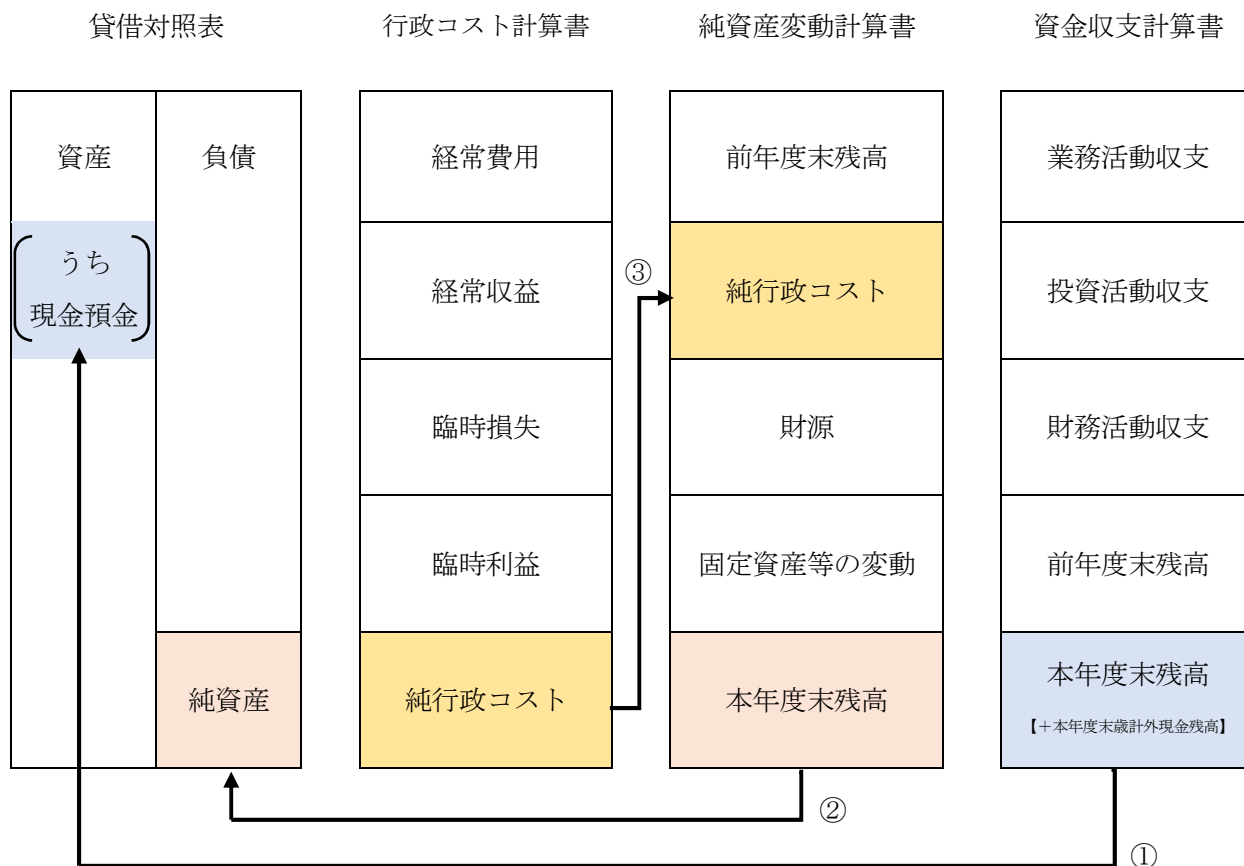 貸借対照表
行政コスト計算書
純資産変動計算書
資金収支計算書
資産
負債
うち
現金預金
純資産
経常費用
経常収益
臨時損失
臨時利益
純行政コスト
③
前年度末残高
純行政コスト
財源
固定資産等の変動
本年度末残高
業務活動収支
投資活動収支
財務活動収支
前年度末残高
本年度末残高
【＋本年度末歳計外現金残高】
②
①